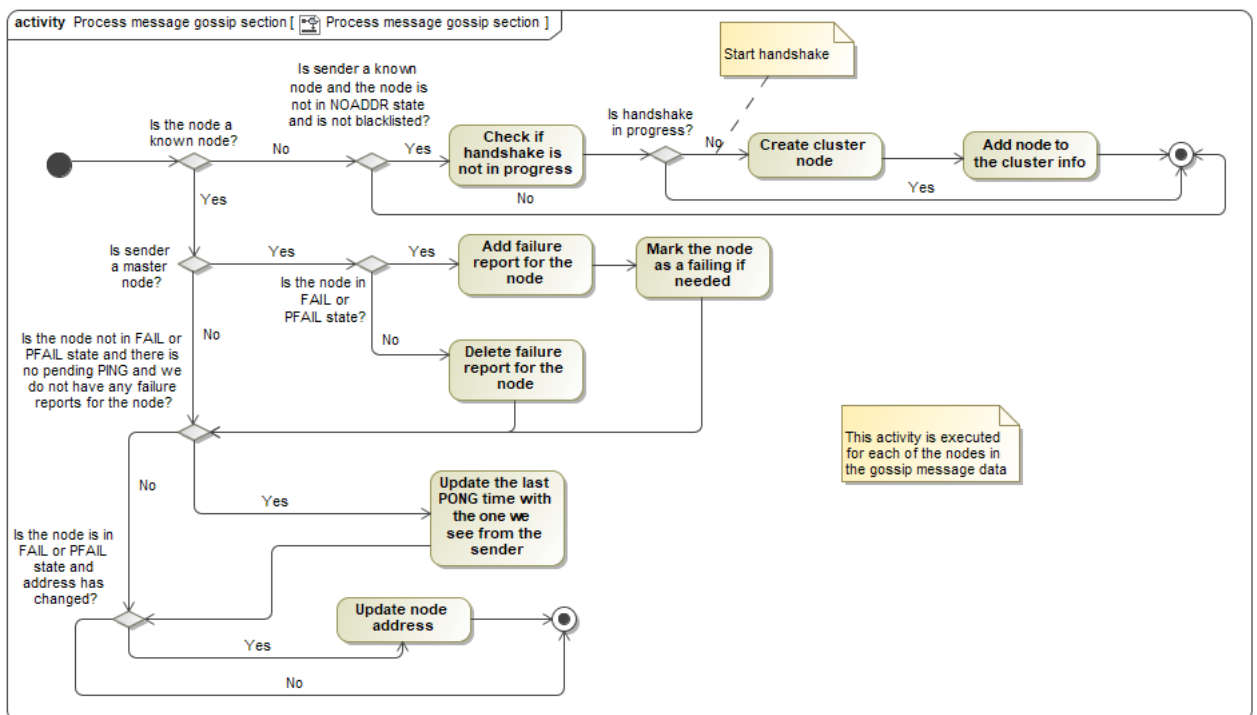 activity Process message gossip section [ Process message gossip section ]
Start handshake
Is sender a known
node and the node is
not in NOADDR state
and is not blacklisted?
Is the node a
known node?
No
Yes
Check if
handshake is
not in progress
Is handshake
in progress?
No
Create cluster
node
Add node to
the cluster info
Yes
No
Yes
Is sender
a master
node?
Yes
Is the node in
FAIL or
PFAIL state?
Yes
Add failure
report for the
node
Mark the node
as a failing if
needed
No
No
Delete failure
report for the
node
Is the node not in FAIL or
PFAIL state and there is
no pending PING and we
do not have any failure
reports for the node?
This activity is executed
for each of the nodes in
the gossip message data
No
Yes
Update the last
PONG time with
the one we
see from the
sender
Is the node is in
FAIL or PFAIL
state and
address has
changed?
Update node
address
Yes
No